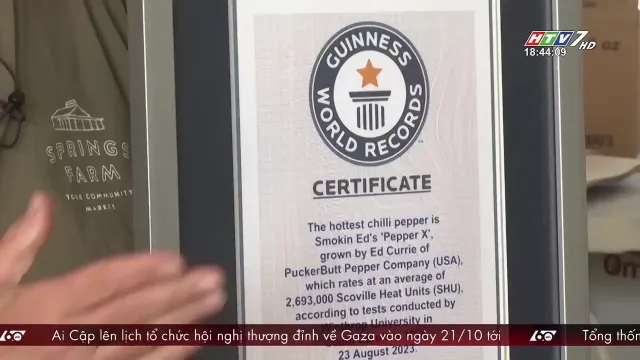 HTV7 HD
18:44:09
GUINNESS
WORLD RECORDS
TM
CERTIFICATE
SPRINGS
FARM
YOUR COMMUNITY
MARKET
The hottest chilli pepper is
Smokin Ed's 'Pepper X',
grown by Ed Currie of
PuckerButt Pepper Company (USA),
which rates at an average of
2,693,000 Scoville Heat Units (SHU),
according to tests conducted by
University in
23 August 2023.
60 Ai Cập lên lịch tổ chức hội nghị thượng đỉnh về Gaza vào ngày 21/10 tới 60 Tổng thốn